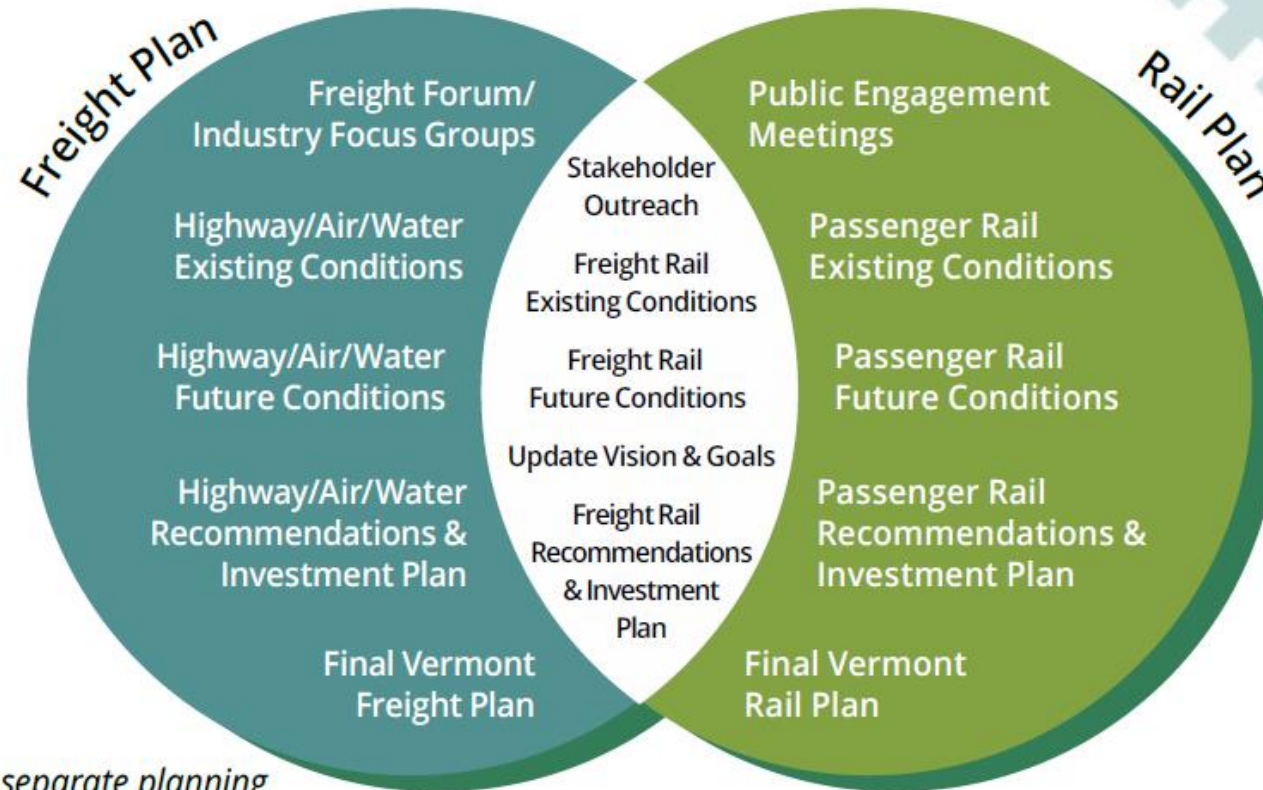 Freight Plan
Freight Forum/
Industry Focus Groups
Highway/Air/Water
Existing Conditions
Highway/Air/Water
Future Conditions
Highway/Air/Water
Recommendations &
Investment Plan
Final Vermont
Freight Plan
Stakeholder
Outreach
Freight Rail
Existing Conditions
Freight Rail
Future Conditions
Update Vision & Goals
Freight Rail
Recommendations
& Investment
Plan
Rail Plan
Public Engagement
Meetings
Passenger Rail
Existing Conditions
Passenger Rail
Future Conditions
Passenger Rail
Recommendations &
Investment Plan
Final Vermont
Rail Plan
separate planning